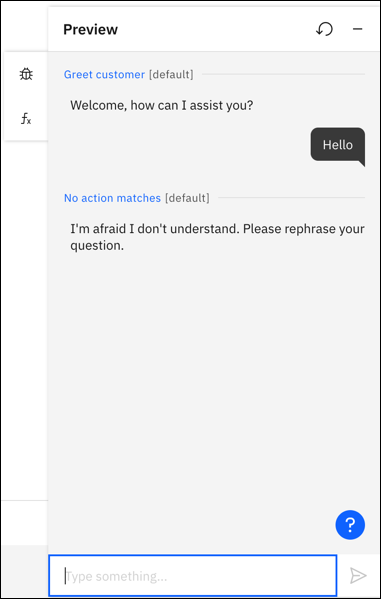 Preview
Greet customer [default]
Welcome, how can I assist you?
Hello
No action matches [default]
I'm afraid I don't understand. Please rephrase your
question.
fx
?
Type something...